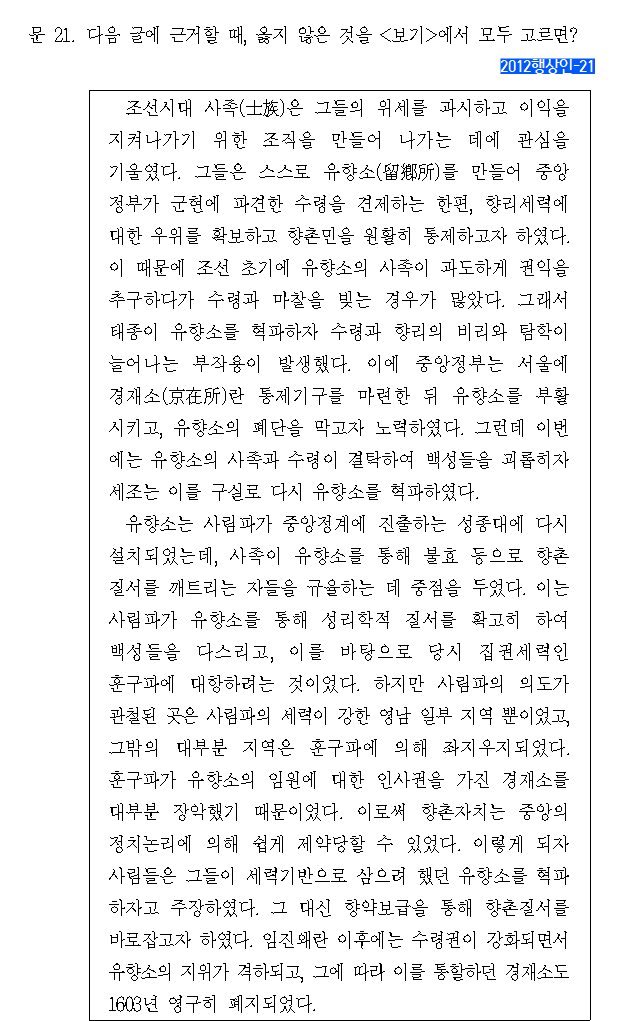 문 21. 다음 글에 근거할 때, 옳지 않은 것을 <보기>에서 모두 고르면?
2012행상인-21
조선시대 사족(士族)은 그들의 위세를 과시하고 이익을
지켜나가기 위한 조직을 만들어 나가는 데에 관심을
기울였다. 그들은 스스로 유향소(留鄕所)를 만들어 중앙
정부가 군현에 파견한 수령을 견제하는 한편, 향리세력에
대한 우위를 확보하고 향촌민을 원활히 통제하고자 하였다.
이 때문에 조선 초기에 유향소의 사족이 과도하게 권익을
추구하다가 수령과 마찰을 빚는 경우가 많았다. 그래서
태종이 유향소를 혁파하자 수령과 향리의 비리와 탐학이
늘어나는 부작용이 발생했다. 이에 중앙정부는 서울에
경재소(京在所)란 통제기구를 마련한 뒤 유향소를 부활
시키고, 유향소의 폐단을 막고자 노력하였다. 그런데 이번
에는 유향소의 사족과 수령이 결탁하여 백성들을 괴롭히자
세조는 이를 구실로 다시 유향소를 혁파하였다.
유향소는 사림파가 중앙정계에 진출하는 성종대에 다시
설치되었는데, 사족이 유향소를 통해 불효 등으로 향촌
질서를 깨트리는 자들을 규율하는 데 중점을 두었다. 이는
사림파가 유향소를 통해 성리학적 질서를 확고히 하여
백성들을 다스리고, 이를 바탕으로 당시 집권세력인
훈구파에 대항하려는 것이었다. 하지만 사림파의 의도가
관철된 곳은 사림파의 세력이 강한 영남 일부 지역 뿐이었고,
그밖의 대부분 지역은 훈구파에 의해 좌지우지되었다.
훈구파가 유향소의 임원에 대한 인사권을 가진 경재소를
대부분 장악했기 때문이었다. 이로써 향촌자치는 중앙의
정치논리에 의해 쉽게 제약당할 수 있었다. 이렇게 되자
사림들은 그들이 세력기반으로 삼으려 했던 유향소를 혁파
하자고 주장하였다. 그 대신 향약보급을 통해 향촌질서를
바로잡고자 하였다. 임진왜란 이후에는 수령권이 강화되면서
유향소의 지위가 격하되고, 그에 따라 이를 통할하던 경재소도
1603년 영구히 폐지되었다.